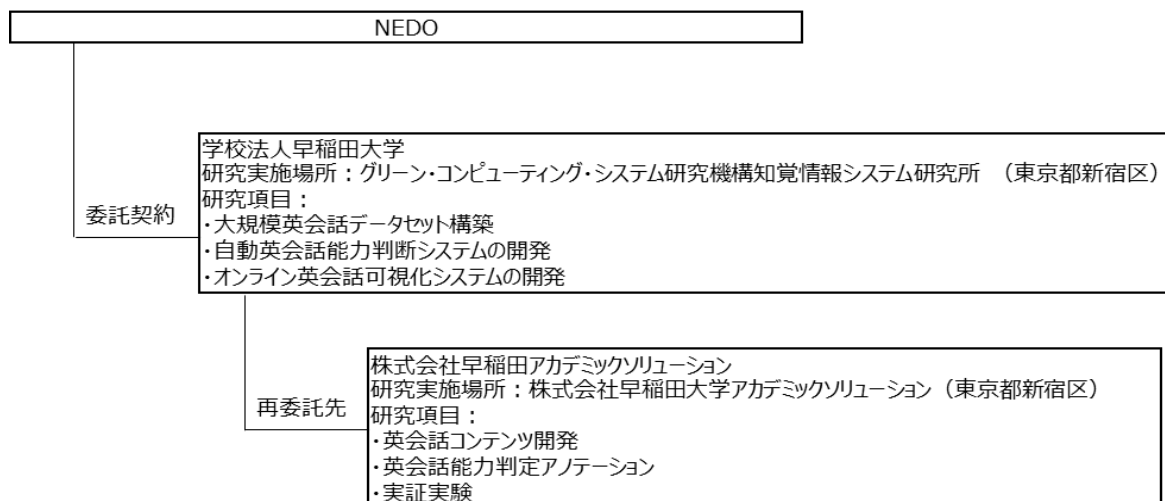 NEDO
委託契約
学校法人早稲田大学
研究実施場所：グリーン・コンピューティング・システム研究機構知覚情報システム研究所　（東京都新宿区）
研究項目：
・大規模英会話データセット構築
・自動英会話能力判断システムの開発
・オンライン英会話可視化システムの開発
再委託先
株式会社早稲田アカデミックソリューション
研究実施場所：株式会社早稲田大学アカデミックソリューション（東京都新宿区）
研究項目：
・英会話コンテンツ開発
・英会話能力判定アノテーション
・実証実験